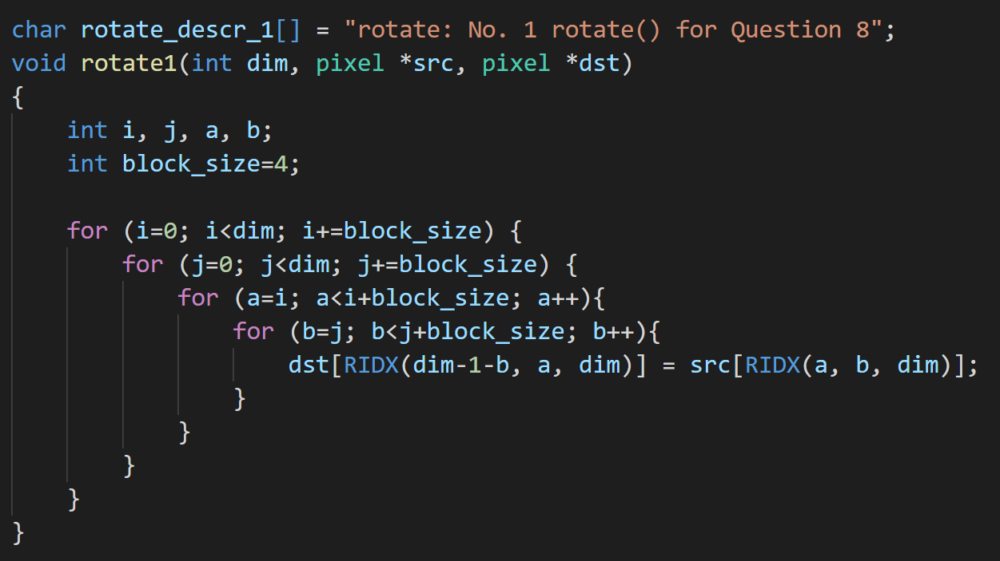 char rotate_descr_1[] = "rotate: No. 1 rotate() for Question 8";
void rotate1(int dim, pixel *src, pixel *dst)
{
    int i, j, a, b;
    int block_size=4;

    for (i=0; i<dim; i+=block_size) {
        for (j=0; j<dim; j+=block_size) {
            for (a=i; a<i+block_size; a++){
                for (b=j; b<j+block_size; b++){
                    dst[RIDX(dim-1-b, a, dim)] = src[RIDX(a, b, dim)];
                }
            }
        }
    }
}